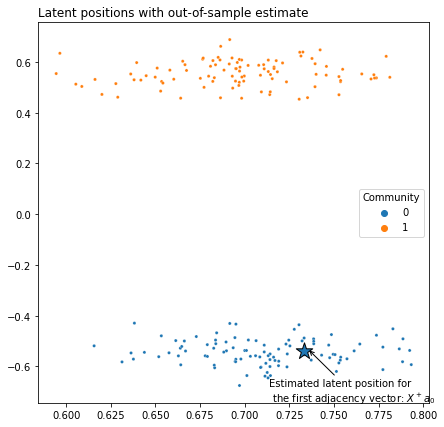 Latent positions with out-of-sample estimate
0.6
0.4
0.2
0.0
−0.2
−0.4
−0.6
Community
0
1
Estimated latent position for
the first adjacency vector: X⁺a₀
0.600 0.625 0.650 0.675 0.700 0.725 0.750 0.775 0.800